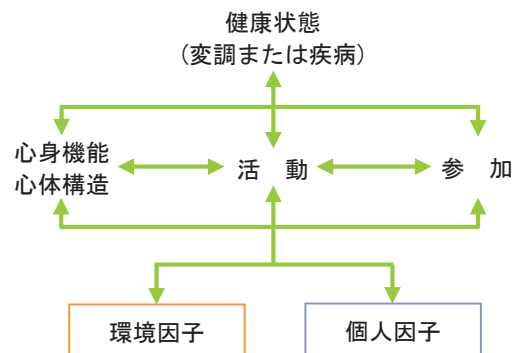 健康状態
(変調または疾病)
心身機能
心体構造
活　動
参　加
環境因子
個人因子